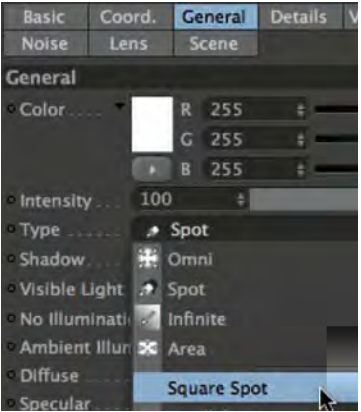 Basic Coord. General Details
Noise Lens Scene
General
Color R 255
G 255
B 255
Intensity 100
Type Spot
Shadow Omni
Visible Light Spot
No Illuminati Infinite
Ambient Illun Area
Diffuse
Square Spot
Specular